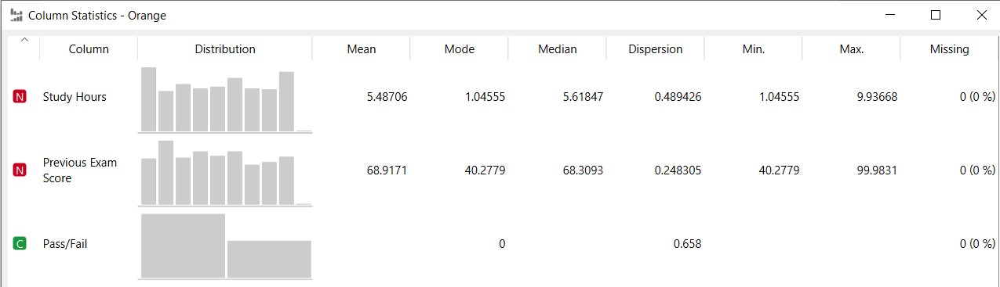 Column Statistics - Orange
Column Distribution Mean Mode Median Dispersion Min. Max. Missing
N Study Hours 5.48706 1.04555 5.61847 0.489426 1.04555 9.93668 0 (0 %)
N Previous Exam Score 68.9171 40.2779 68.3093 0.248305 40.2779 99.9831 0 (0 %)
C Pass/Fail 0 0.658 0 (0 %)